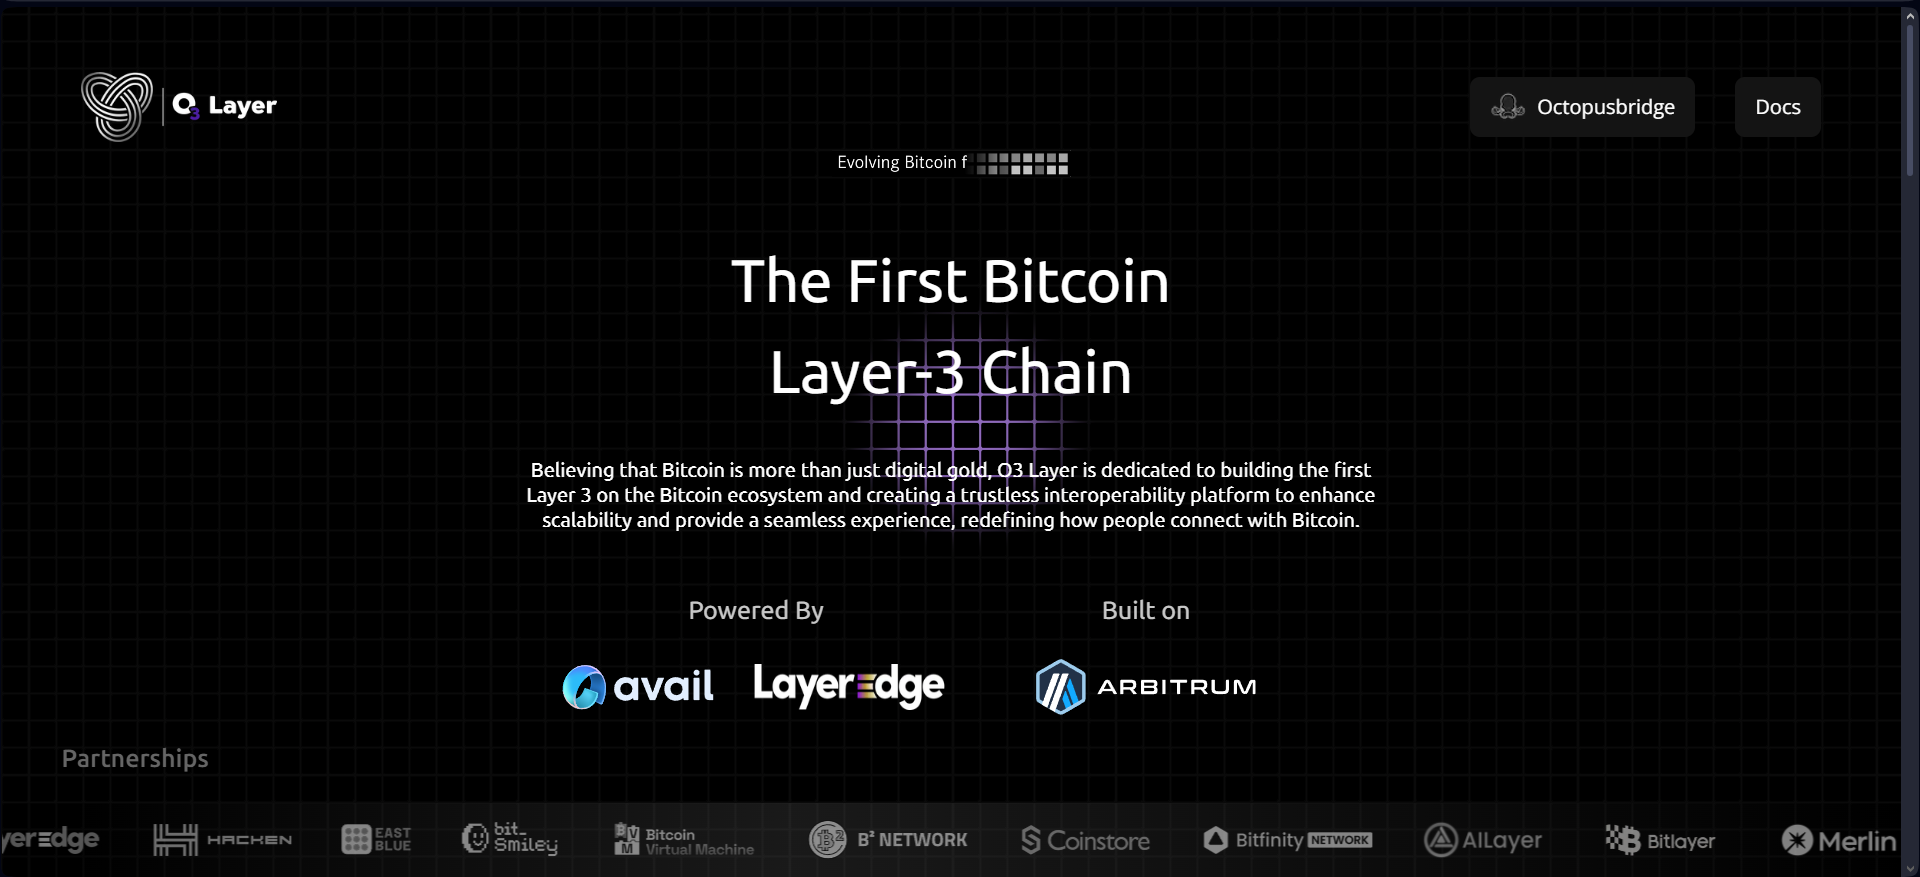 O3 Layer
Octopusbridge
Docs
Evolving Bitcoin f
The First Bitcoin
Layer-3 Chain
Believing that Bitcoin is more than just digital gold, O3 Layer is dedicated to building the first
Layer 3 on the Bitcoin ecosystem and creating a trustless interoperability platform to enhance
scalability and provide a seamless experience, redefining how people connect with Bitcoin.
Powered By
Built on
avail
LayerEdge
ARBITRUM
Partnerships
yerEdge
HACKEN
EAST
BLUE
bit_
Smiley
BV
M
Bitcoin
Virtual Machine
B² NETWORK
Coinstore
Bitfinity NETWORK
AILayer
Bitlayer
Merlin